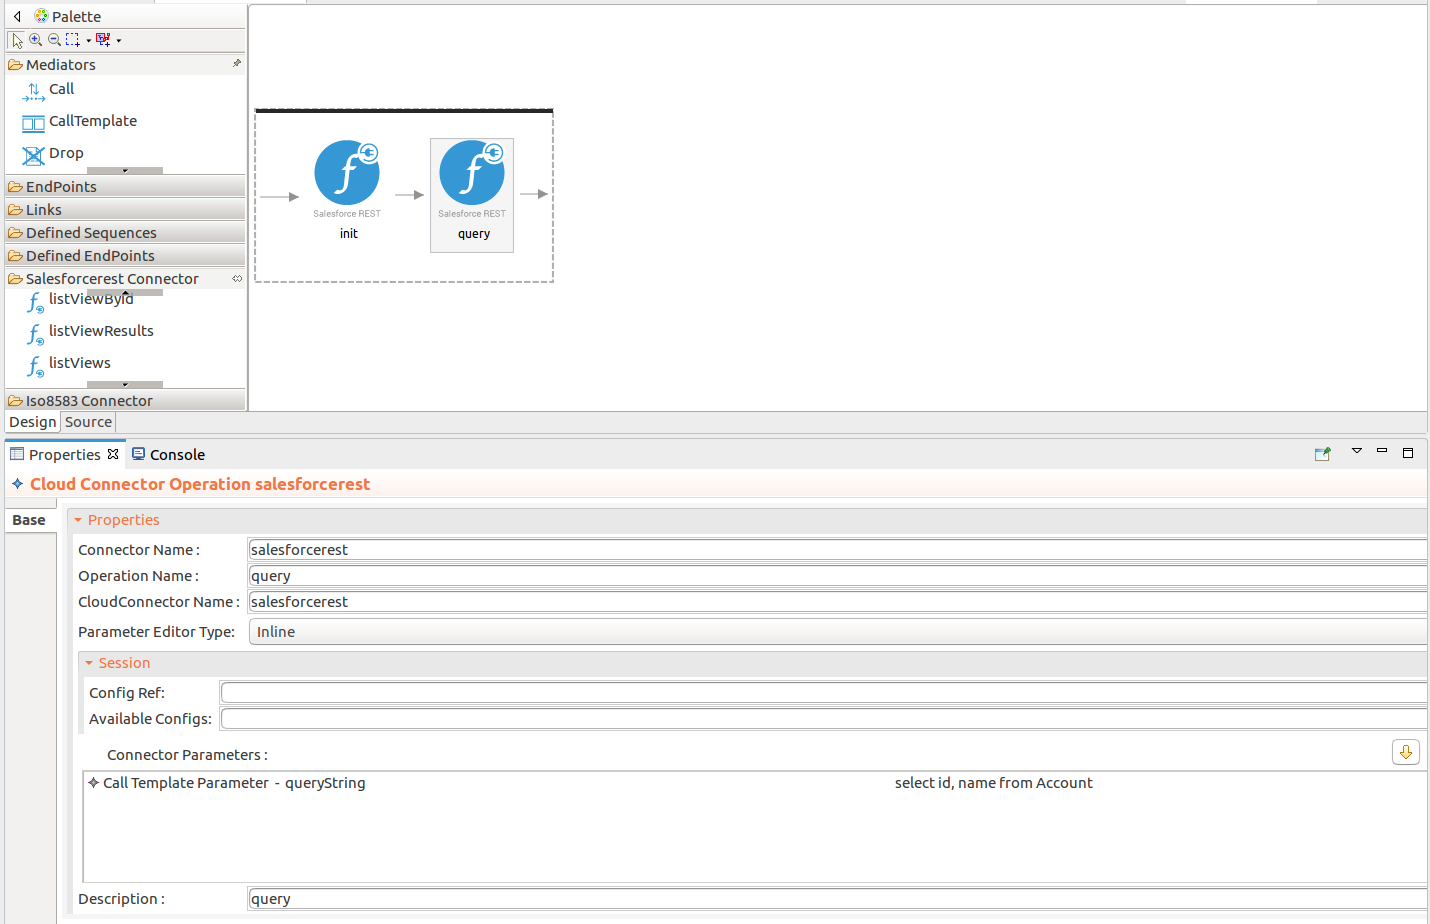 Palette
Mediators
Call
CallTemplate
Drop
EndPoints
Links
Defined Sequences
Defined EndPoints
Salesforcerest Connector
listViewById
listViewResults
listViews
Iso8583 Connector
Salesforce REST
init
Salesforce REST
query
Design Source
Properties Console
Cloud Connector Operation salesforcerest
Base
Properties
Connector Name : salesforcerest
Operation Name : query
CloudConnector Name : salesforcerest
Parameter Editor Type: Inline
Session
Config Ref:
Available Configs:
Connector Parameters :
Call Template Parameter - queryString select id, name from Account
Description : query